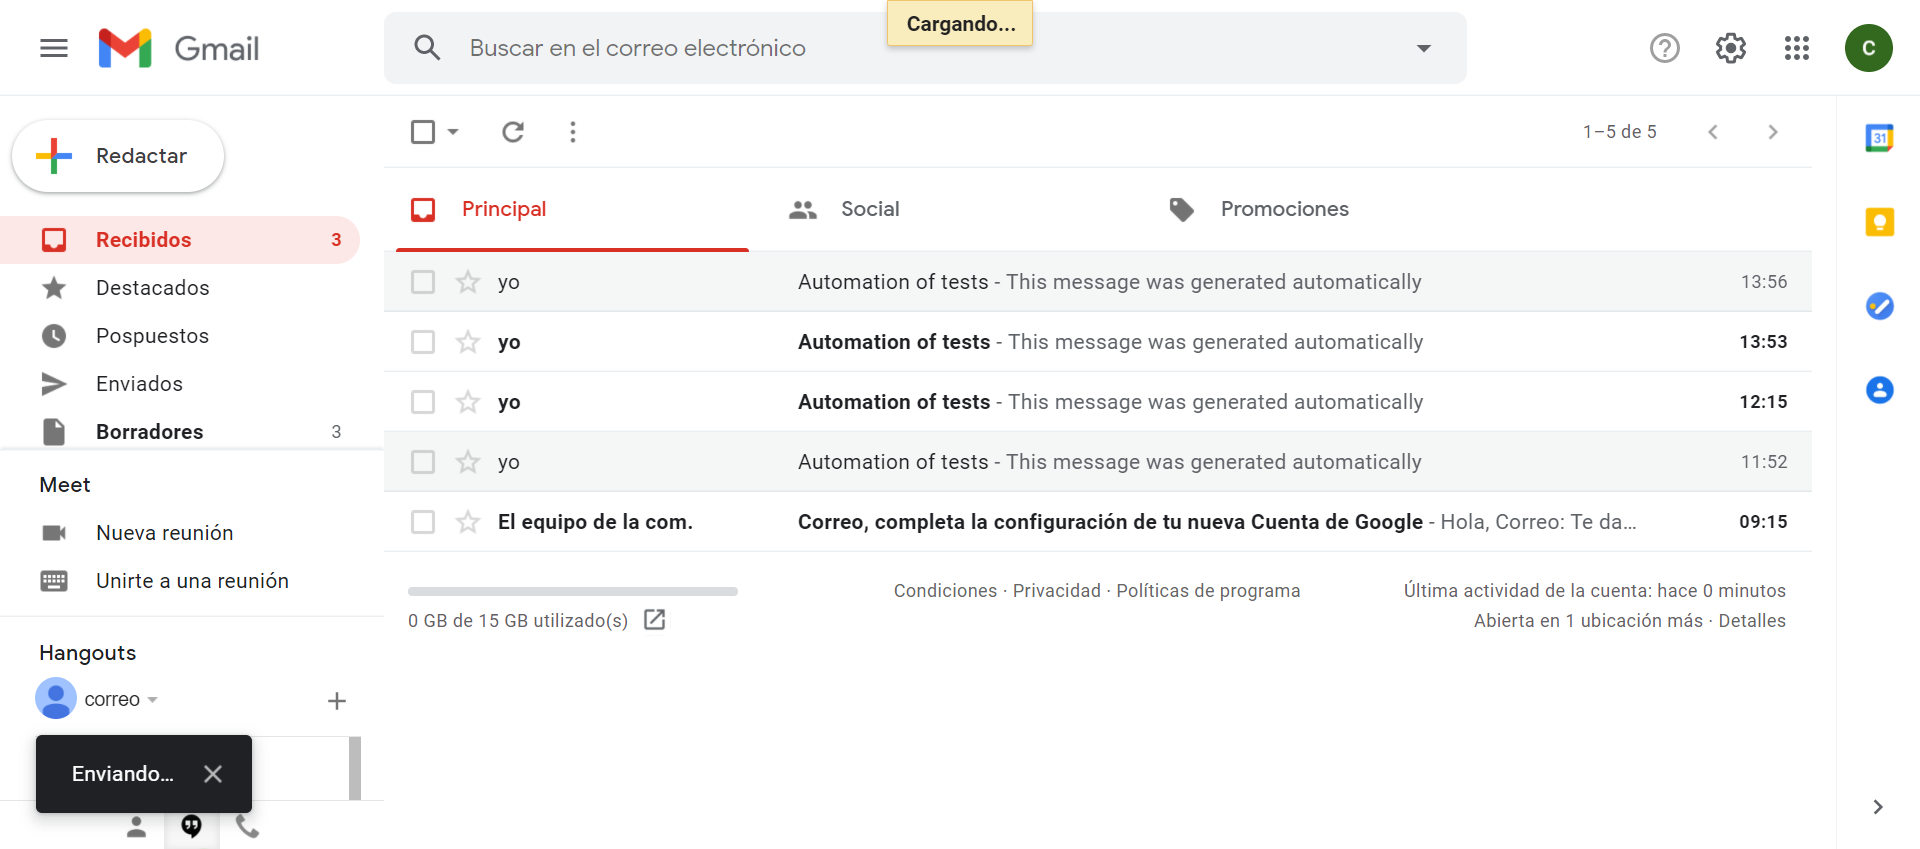 Gmail
Buscar en el correo electrónico
Cargando...
C
Redactar
1–5 de 5
31
Recibidos 3
Destacados
Pospuestos
Enviados
Borradores 3
Principal
Social
Promociones
yo Automation of tests - This message was generated automatically 13:56
yo Automation of tests - This message was generated automatically 13:53
yo Automation of tests - This message was generated automatically 12:15
yo Automation of tests - This message was generated automatically 11:52
El equipo de la com. Correo, completa la configuración de tu nueva Cuenta de Google - Hola, Correo: Te da... 09:15
Meet
Nueva reunión
Unirte a una reunión
Hangouts
correo
Enviando...
0 GB de 15 GB utilizado(s)
Condiciones · Privacidad · Políticas de programa
Última actividad de la cuenta: hace 0 minutos
Abierta en 1 ubicación más · Detalles